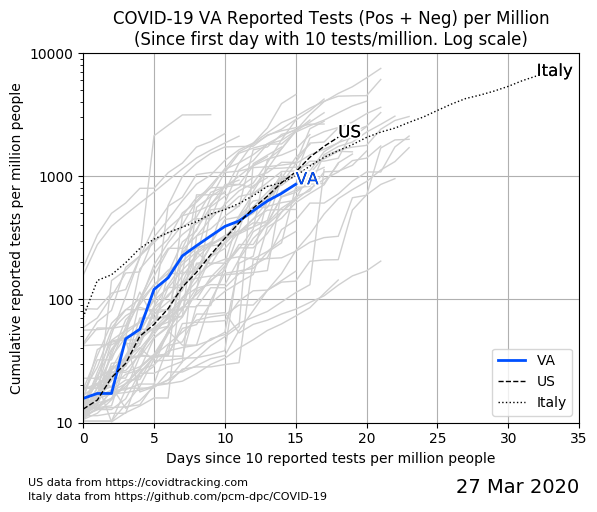 COVID-19 VA Reported Tests (Pos + Neg) per Million
(Since first day with 10 tests/million. Log scale)
Cumulative reported tests per million people
10000
1000
100
10
Italy
US
VA
VA
US
Italy
0 5 10 15 20 25 30 35
Days since 10 reported tests per million people
US data from https://covidtracking.com
Italy data from https://github.com/pcm-dpc/COVID-19
27 Mar 2020